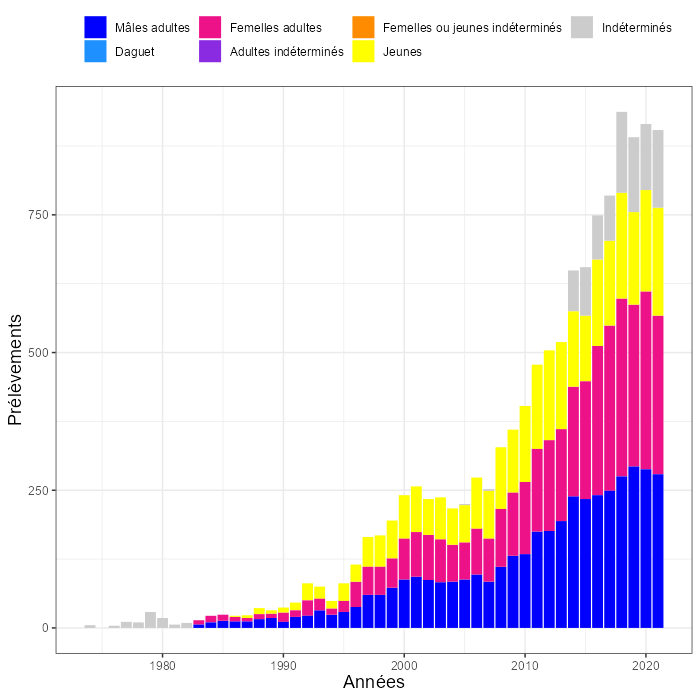 Mâles adultes Femelles adultes Femelles ou jeunes indéterminés Indéterminés
Daguet Adultes indéterminés Jeunes
750
500
250
0
Prélèvements
1980 1990 2000 2010 2020
Années